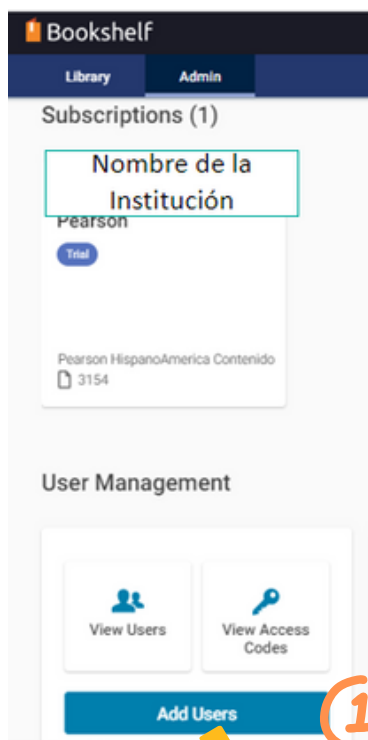 Bookshelf
Library Admin
Subscriptions (1)
Nombre de la
Institución
Pearson
Trial
Pearson HispanoAmerica Contenido
3154
User Management
View Users
View Access
Codes
Add Users
1